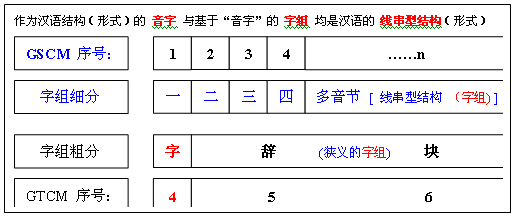 作为汉语结构(形式)的 音字 与基于“音字”的 字组 均是汉语的 线串型结构(形式)
GSCM 序号: 1 2 3 4 ……n
字组细分 一 二 三 四 多音节 [ 线串型结构 (字组) ]
字组粗分 字 辞 (狭义的字组) 块
GTCM 序号: 4 5 6